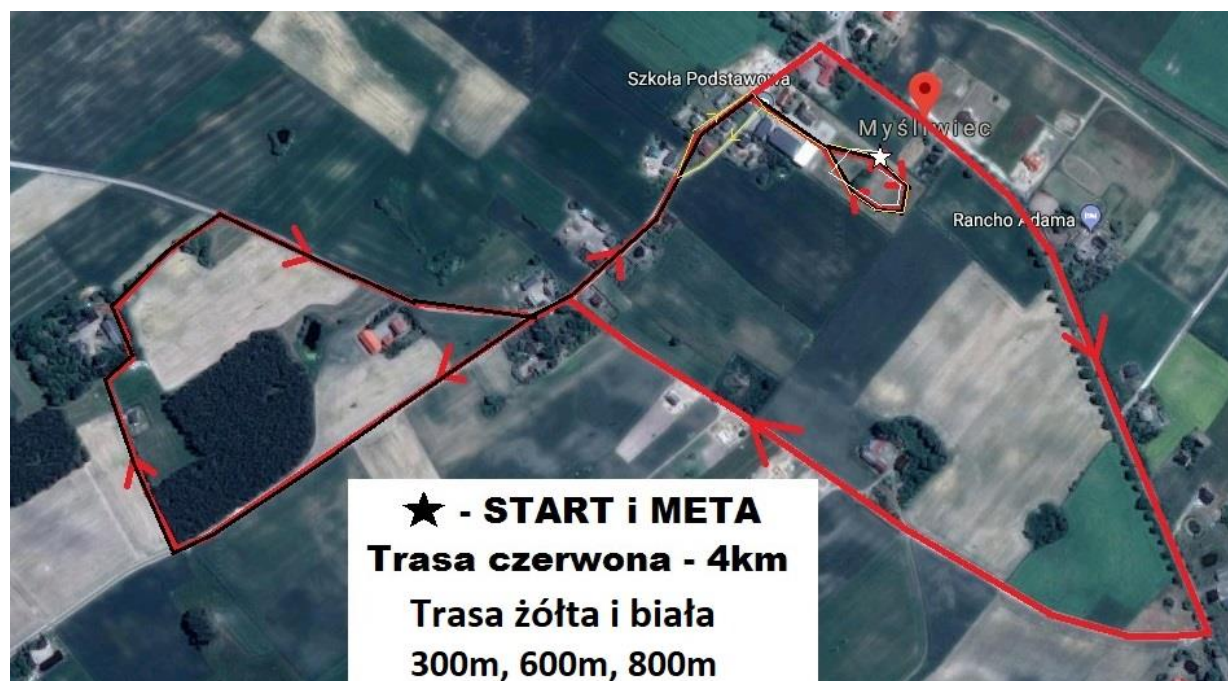 Szkoła Podstawowa
Myśliwiec
Rancho Adama
★ - START i META
Trasa czerwona - 4km
Trasa żółta i biała
300m, 600m, 800m